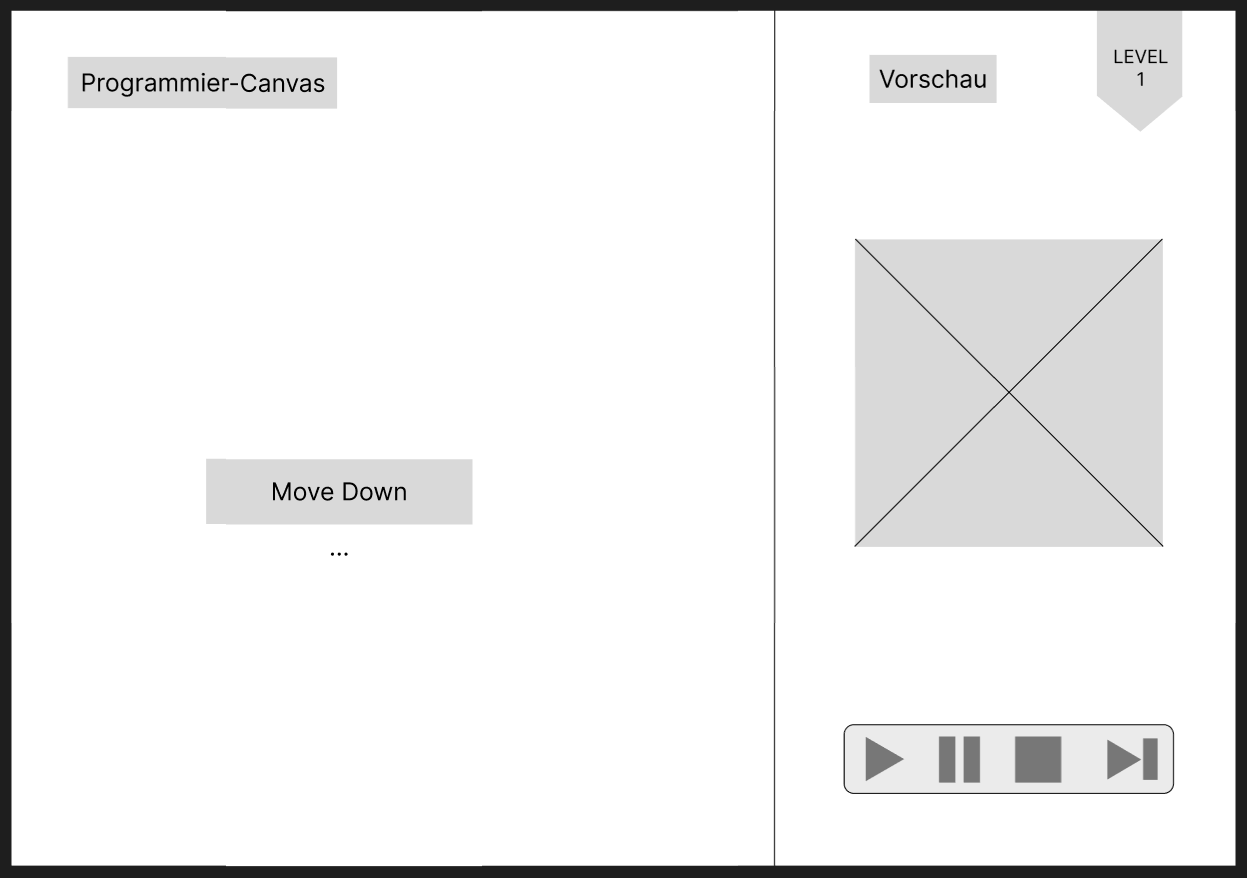 Programmier-Canvas
Vorschau
LEVEL
1
Move Down
...